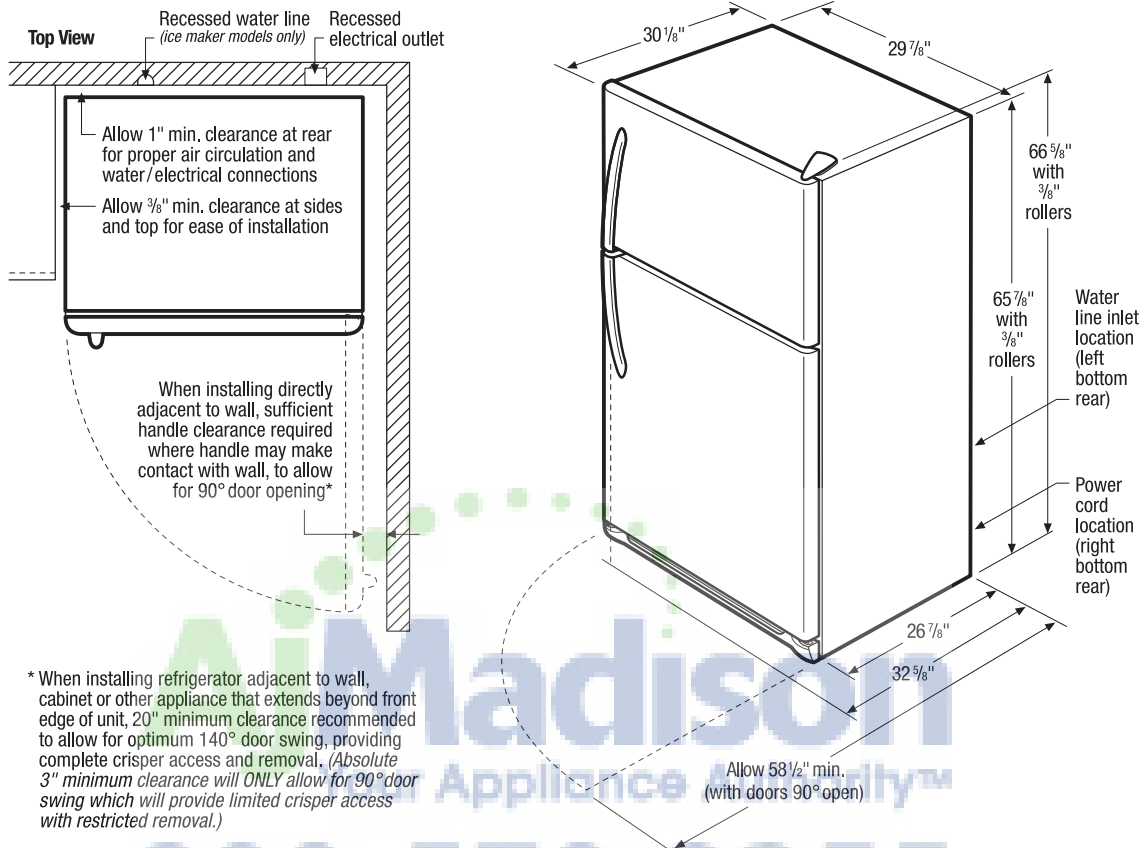 Top View
Recessed water line
(ice maker models only)
Recessed
electrical outlet
Allow 1" min. clearance at rear
for proper air circulation and
water/electrical connections
Allow ⅜" min. clearance at sides
and top for ease of installation
When installing directly
adjacent to wall, sufficient
handle clearance required
where handle may make
contact with wall, to allow
for 90° door opening*
* When installing refrigerator adjacent to wall,
cabinet or other appliance that extends beyond front
edge of unit, 20" minimum clearance recommended
to allow for optimum 140° door swing, providing
complete crisper access and removal. (Absolute
3" minimum clearance will ONLY allow for 90° door
swing which will provide limited crisper access
with restricted removal.)
30 ⅛"
29 ⅞"
66 ⅝"
with
⅜"
rollers
65 ⅞"
with
⅜"
rollers
Water
line inlet
location
(left
bottom
rear)
Power
cord
location
(right
bottom
rear)
26 ⅞"
32 ⅝"
Allow 58 ½" min.
(with doors 90° open)
AjMadison
Your Appliance Authority™